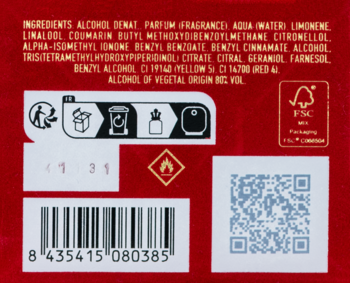 INGREDIENTS: ALCOHOL DENAT. PARFUM (FRAGRANCE). AQUA (WATER). LIMONENE,
LINALOOL, COUMARIN BUTYL METHOXYDIBENZOYLMETHANE, CITRONELLOL,
ALPHA-ISOMETHYL IONONE, BENZYL BENZOATE, BENZYL CINNAMATE, ALCOHOL,
TRIS(TETRAMETHYLHYDROXYPIPERIDINOL) CITRATE, CITRAL, GERANIOL, FARNESOL,
BENZYL ALCOHOL. CI 19140 (YELLOW 5). CI 14700 (RED 4).
ALCOHOL OF VEGETAL ORIGIN 80% VOL.
FR
FSC
MIX
Packaging
FSC® C066504
8 435415 080385